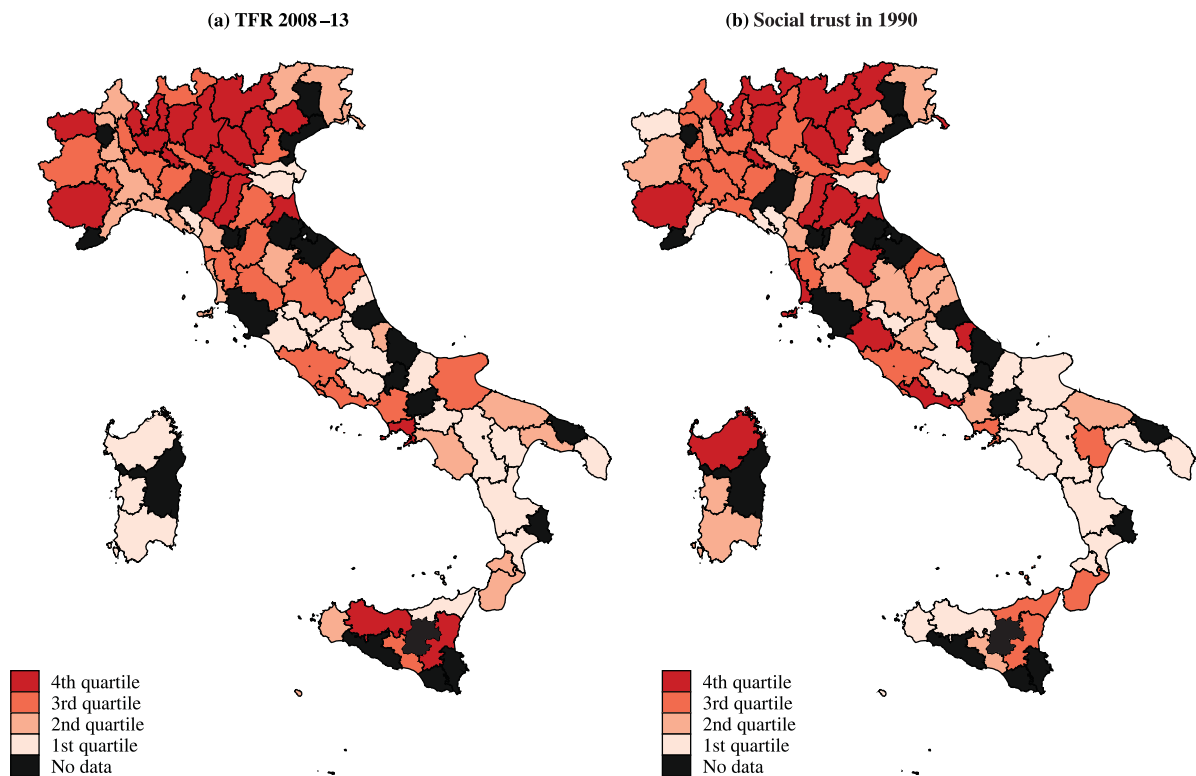 (a) TFR 2008–13
(b) Social trust in 1990
4th quartile
3rd quartile
2nd quartile
1st quartile
No data
4th quartile
3rd quartile
2nd quartile
1st quartile
No data